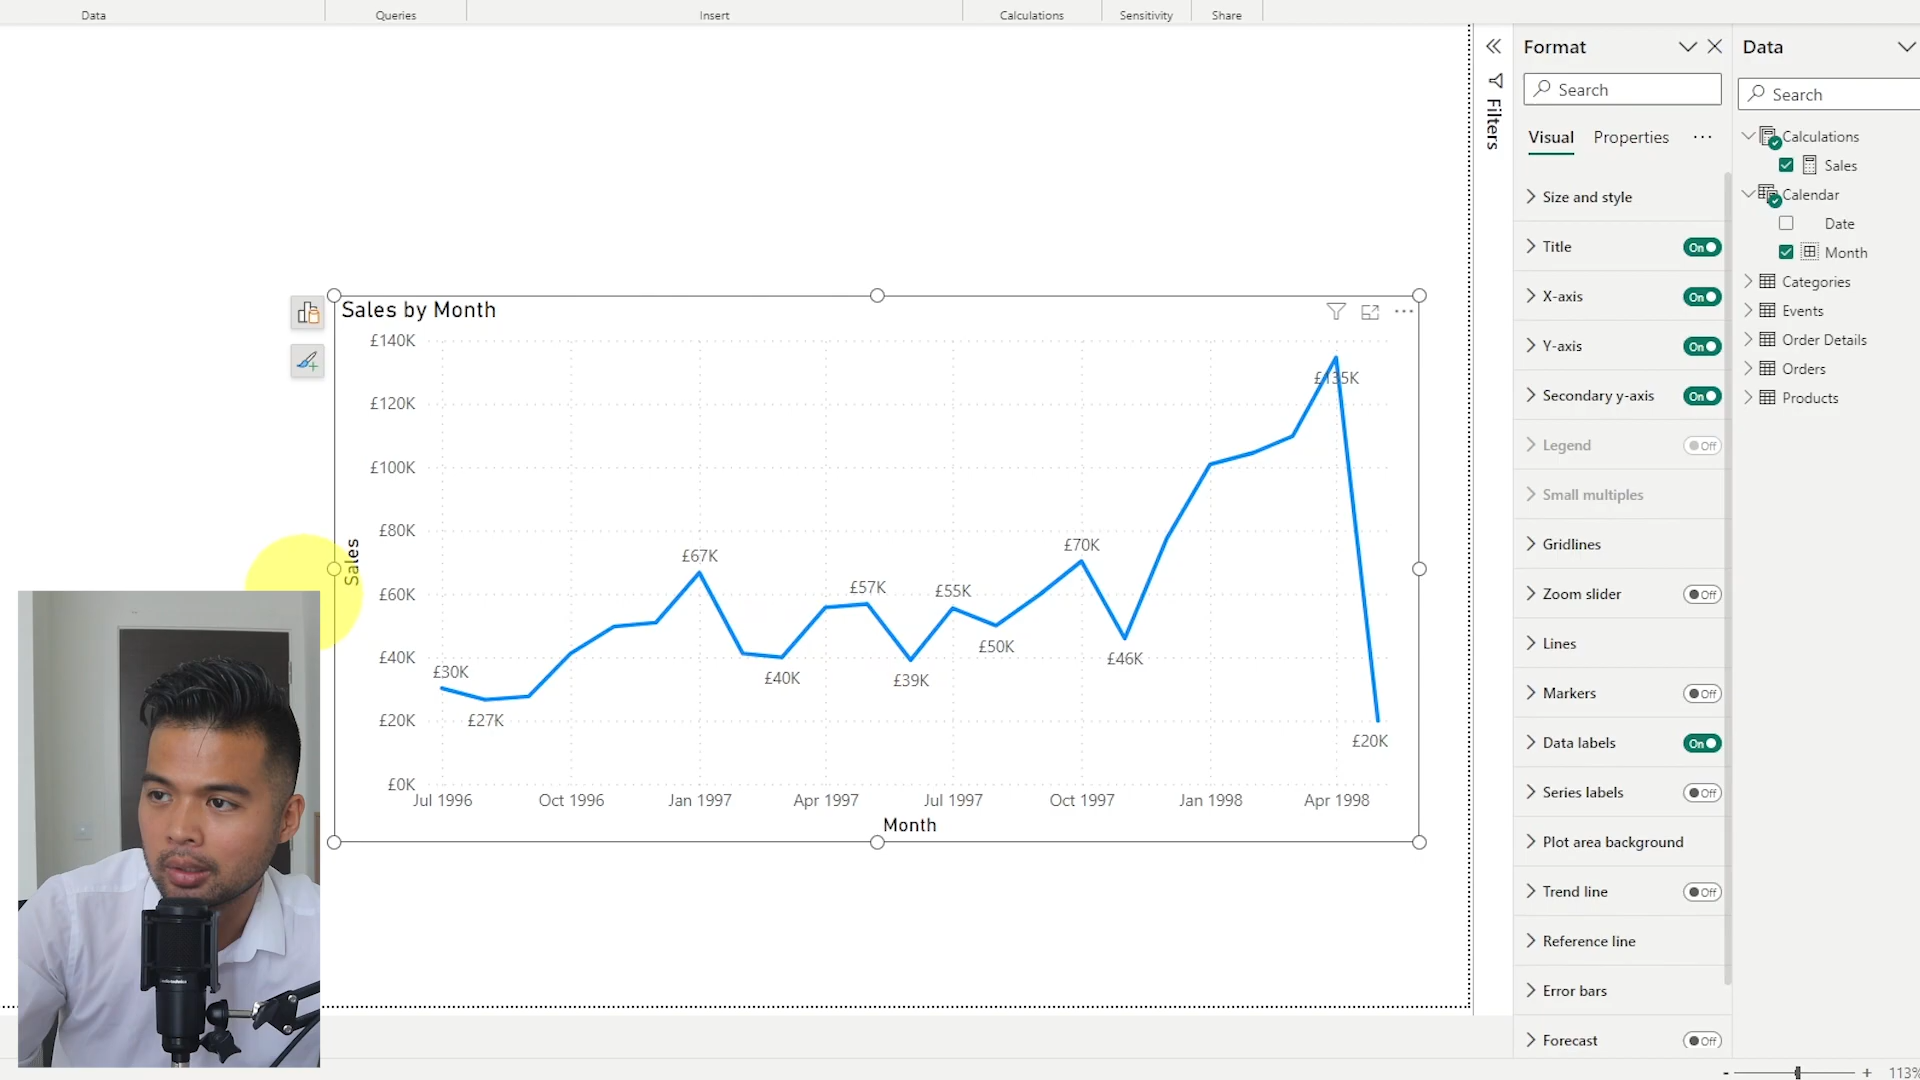 Data
Queries
Insert
Calculations
Sensitivity
Share
Sales by Month
£140K
£120K
£100K
£80K
£60K
£40K
£20K
£0K
Sales
£30K
£27K
£67K
£40K
£57K
£39K
£55K
£50K
£70K
£46K
£135K
£20K
Jul 1996
Oct 1996
Jan 1997
Apr 1997
Jul 1997
Oct 1997
Jan 1998
Apr 1998
Month
Filters
Format
Search
Visual
Properties
Size and style
Title On
X-axis On
Y-axis On
Secondary y-axis On
Legend Off
Small multiples
Gridlines
Zoom slider Off
Lines
Markers Off
Data labels On
Series labels Off
Plot area background
Trend line Off
Reference line
Error bars
Forecast Off
Data
Search
Calculations
Sales
Calendar
Date
Month
Categories
Events
Order Details
Orders
Products
- + 113%